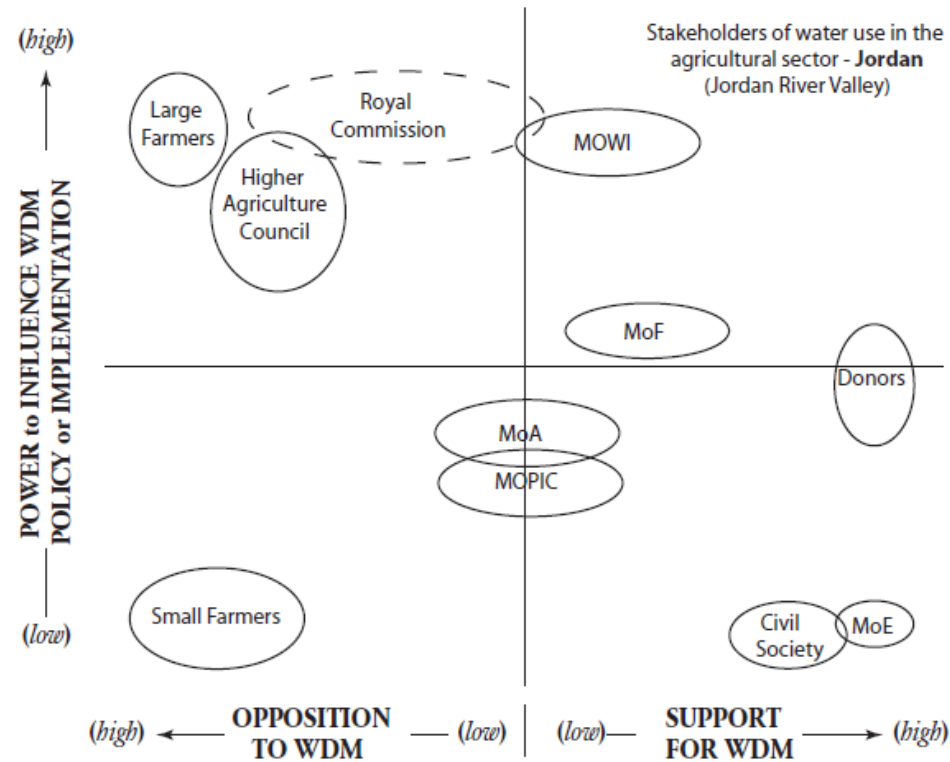 Stakeholders of water use in the
agricultural sector - Jordan
(Jordan River Valley)
(high)
POWER to INFLUENCE WDM
POLICY or IMPLEMENTATION
(low)
Large
Farmers
Royal
Commission
MOWI
Higher
Agriculture
Council
MoF
Donors
MoA
MOPIC
Small Farmers
Civil
Society
MoE
(high)
OPPOSITION
TO WDM
(low)
(low)
SUPPORT
FOR WDM
(high)